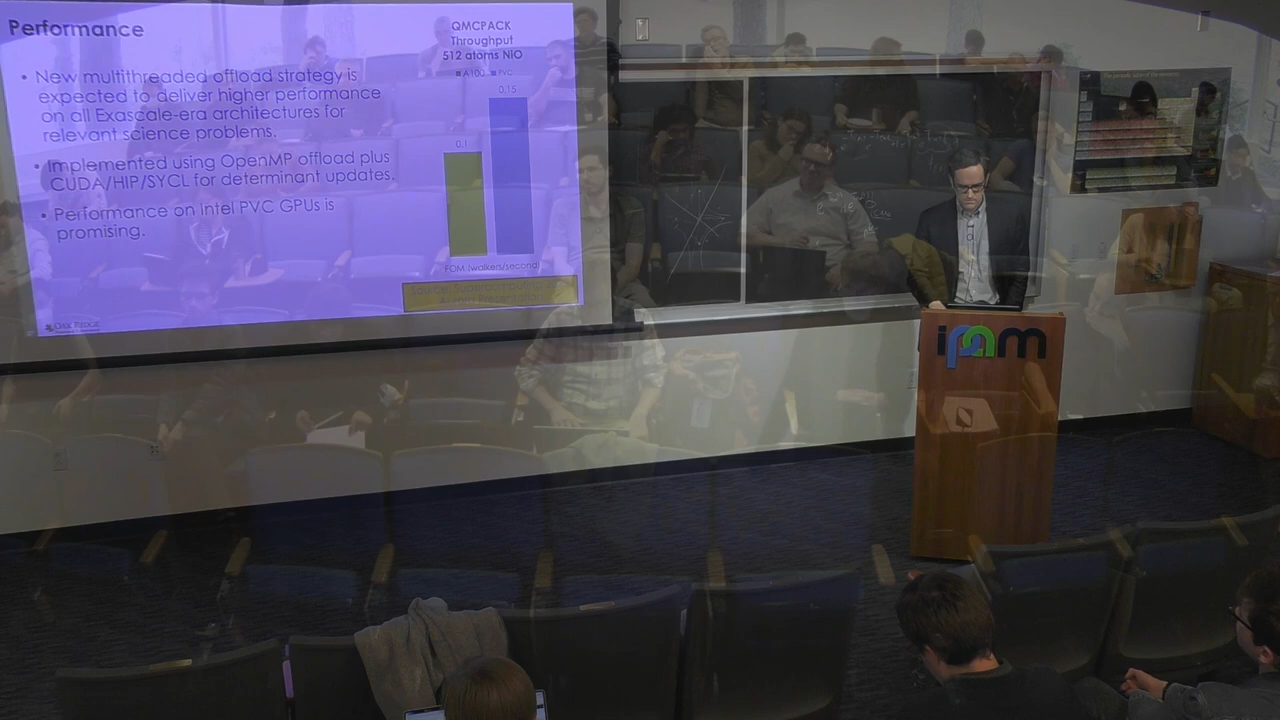 Performance
• New multithreaded offload strategy is
expected to deliver higher performance
on all Exascale-era architectures for
relevant science problems.
• Implemented using OpenMP offload plus
CUDA/HIP/SYCL for determinant updates.
• Performance on Intel PVC GPUs is
promising.
QMCPACK
Throughput
512 atoms NiO
A100 PVC
0.15
0.1
FOM (walkers/second)
OAK RIDGE
ipam